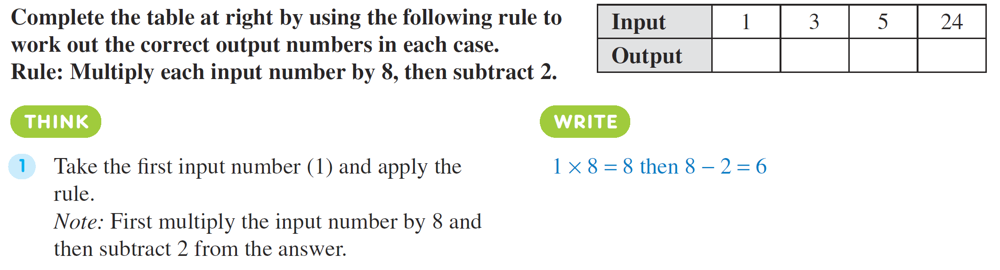 Complete the table at right by using the following rule to
work out the correct output numbers in each case.
Rule: Multiply each input number by 8, then subtract 2.
Input 1 3 5 24
Output
THINK
WRITE
1 Take the first input number (1) and apply the
rule.
Note: First multiply the input number by 8 and
then subtract 2 from the answer.
1 × 8 = 8 then 8 – 2 = 6